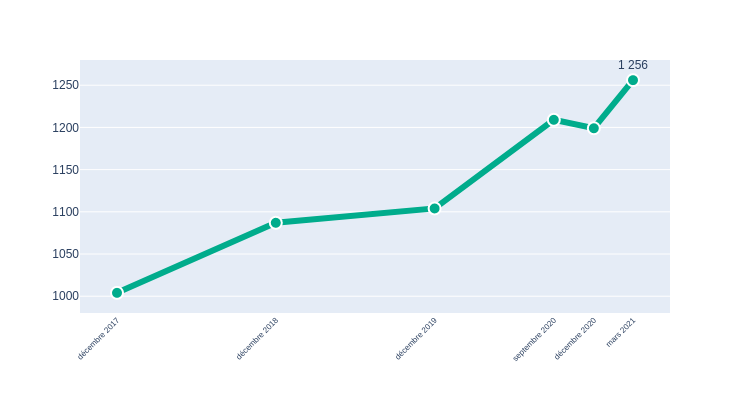 1 256
1250
1200
1150
1100
1050
1000
décembre 2017
décembre 2018
décembre 2019
septembre 2020
décembre 2020
mars 2021